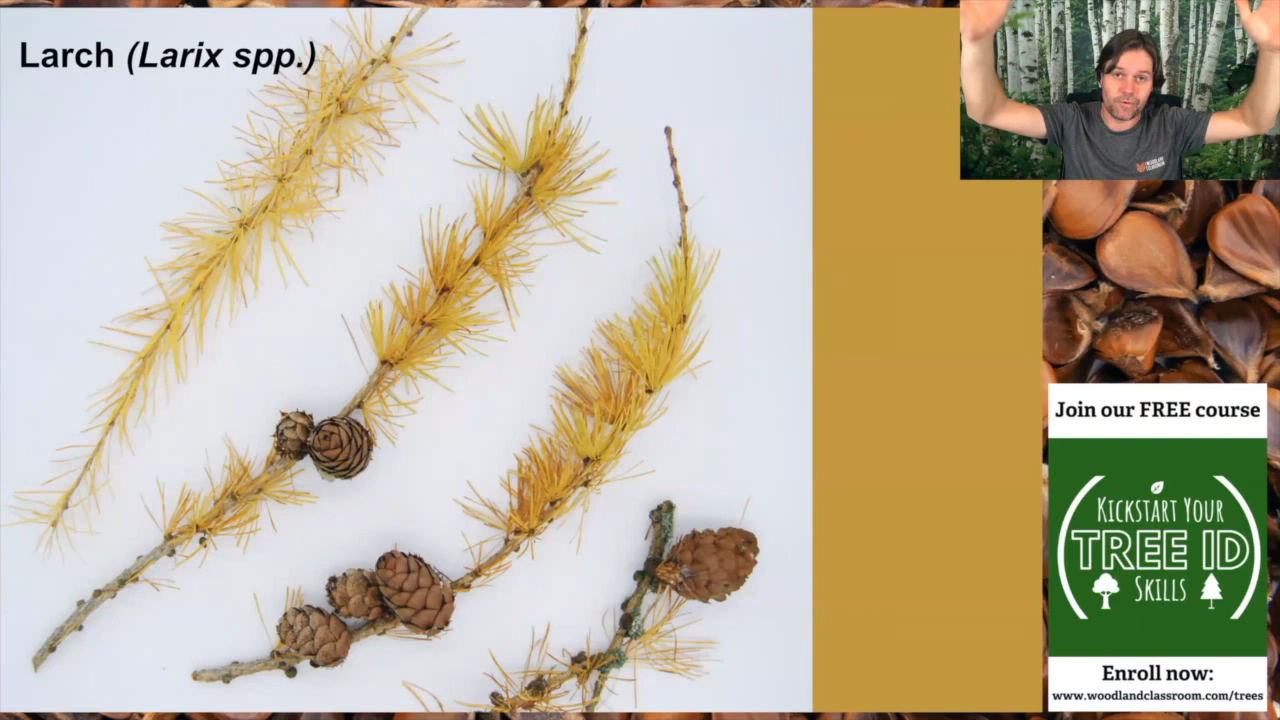 Larch (Larix spp.)
Join our FREE course
KICKSTART YOUR
TREE ID
SKILLS
Enroll now:
www.woodlandclassroom.com/trees